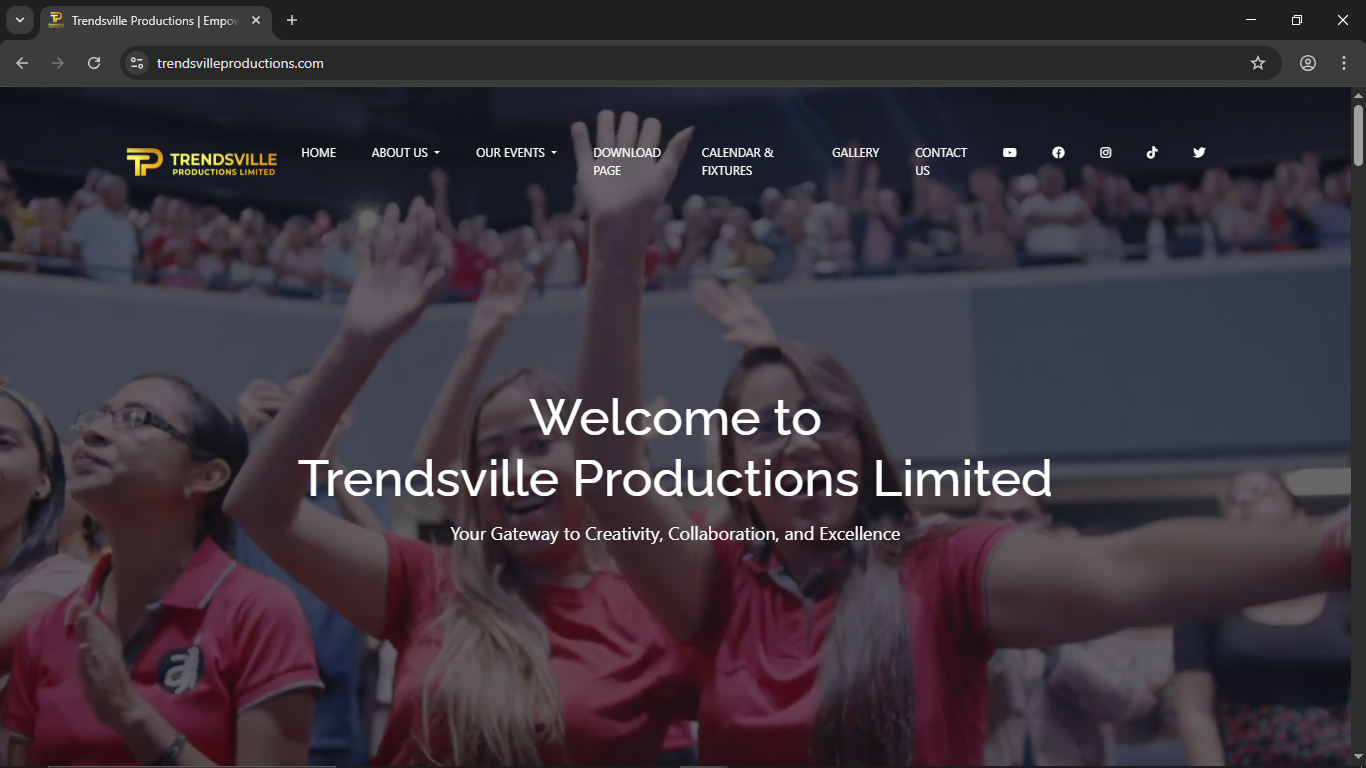 Trendsville Productions | Empow
trendsvilleproductions.com
TP TRENDSVILLE
PRODUCTIONS LIMITED
HOME
ABOUT US
OUR EVENTS
DOWNLOAD
PAGE
CALENDAR &
FIXTURES
GALLERY
CONTACT
US
Welcome to
Trendsville Productions Limited
Your Gateway to Creativity, Collaboration, and Excellence